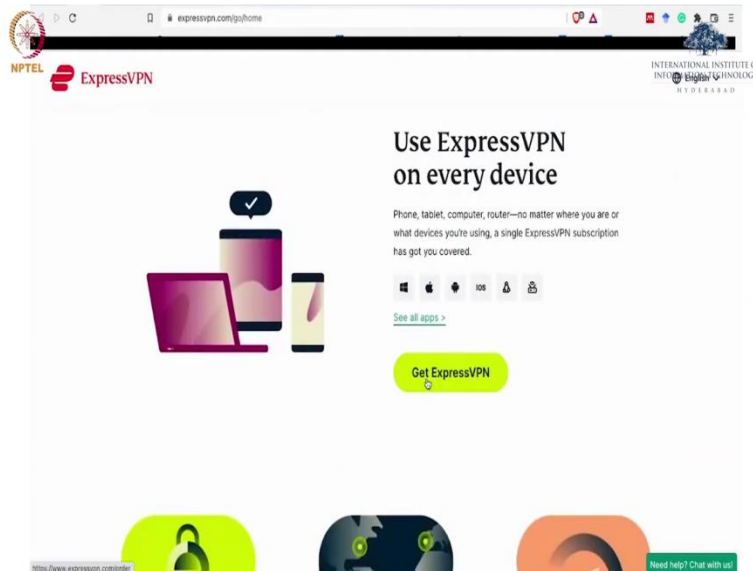 expressvpn.com/go/home
NPTEL
ExpressVPN
INTERNATIONAL INSTITUTE O
INFORMATION TECHNOLOG
English
HYDERABAD
Use ExpressVPN
on every device
Phone, tablet, computer, router—no matter where you are or
what devices you're using, a single ExpressVPN subscription
has got you covered.
iOS
See all apps >
Get ExpressVPN
https://www.expressvpn.com/order
Need help? Chat with us!